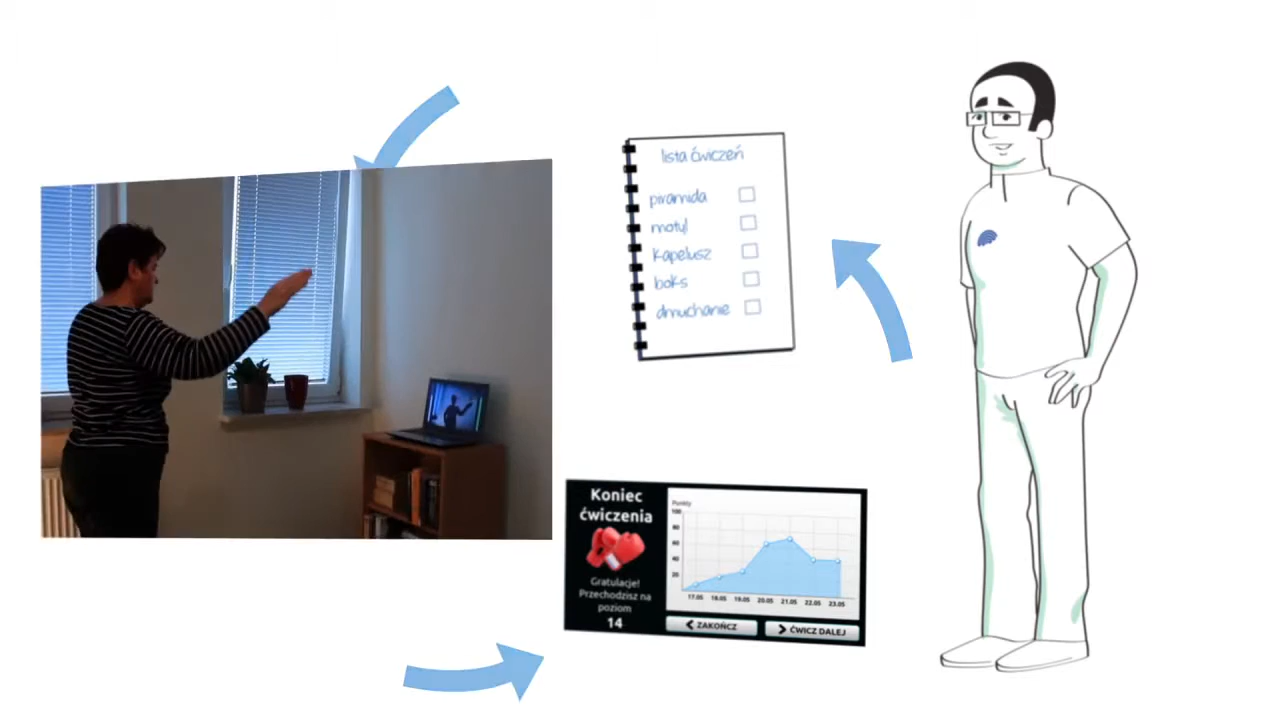 lista ćwiczeń
piramida
motyl
kapelusz
boks
dmuchanie
Koniec
ćwiczenia
Gratulacje!
Przechodzisz na
poziom
14
Punkty
100
80
60
40
20
17.05 18.05 19.05 20.05 21.05 22.05 23.05
ZAKOŃCZ
ĆWICZ DALEJ